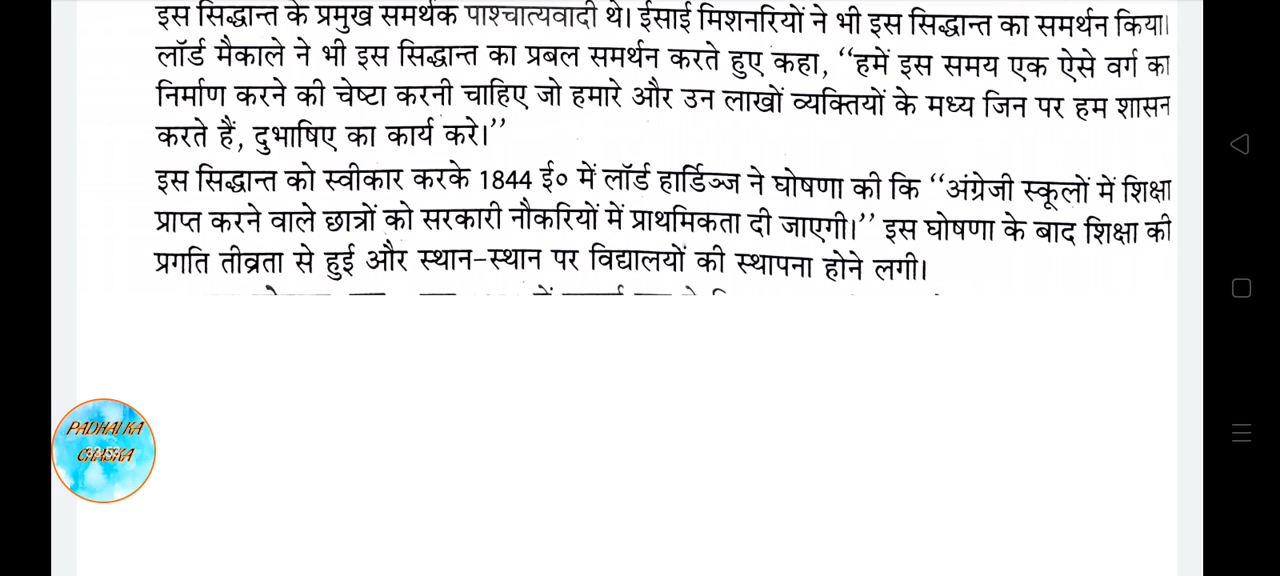 इस सिद्धान्त के प्रमुख समर्थक पाश्चात्यवादी थे। ईसाई मिशनरियों ने भी इस सिद्धान्त का समर्थन किया।
लॉर्ड मैकाले ने भी इस सिद्धान्त का प्रबल समर्थन करते हुए कहा, ‘‘हमें इस समय एक ऐसे वर्ग का
निर्माण करने की चेष्टा करनी चाहिए जो हमारे और उन लाखों व्यक्तियों के मध्य जिन पर हम शासन
करते हैं, दुभाषिए का कार्य करे।’’
इस सिद्धान्त को स्वीकार करके 1844 ई० में लॉर्ड हार्डिञ्ज ने घोषणा की कि ‘‘अंग्रेजी स्कूलों में शिक्षा
प्राप्त करने वाले छात्रों को सरकारी नौकरियों में प्राथमिकता दी जाएगी।’’ इस घोषणा के बाद शिक्षा की
प्रगति तीव्रता से हुई और स्थान-स्थान पर विद्यालयों की स्थापना होने लगी।
PADHAI KA
CHASKA